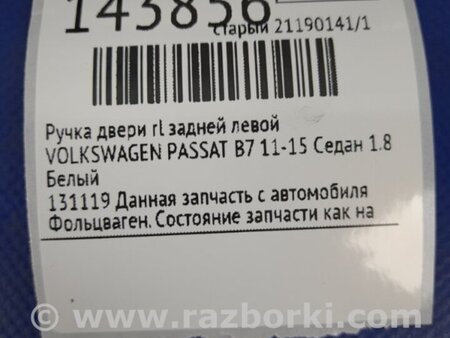 143856
старый 21190141/1
Ручка двери rl задней левой
VOLKSWAGEN PASSAT B7 11-15 Седан 1.8
Белый
131119 Данная запчасть с автомобиля
Фольцваген. Состояние запчасти как на
© www.razborki.com